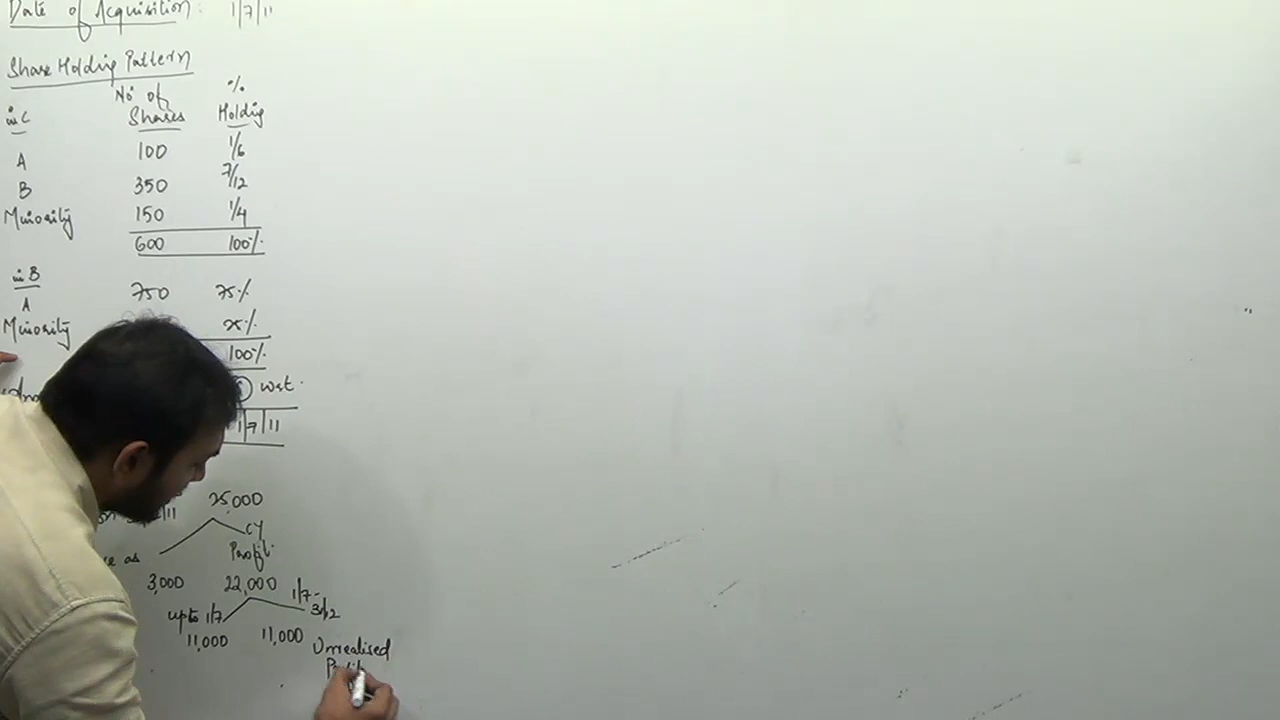 Date of Acquisition: 1/7/11
Share Holding Pattern
in C No of Shares % Holding
A 100 1/6
B 350 7/12
Minority 150 1/4
600 100%
in B
A 750 75%
Minority 25%
100%
wrt.
1/7/11
25,000
as CY Profit
3,000 22,000
upto 1/7 1/7 - 31/12
11,000 11,000 Unrealised